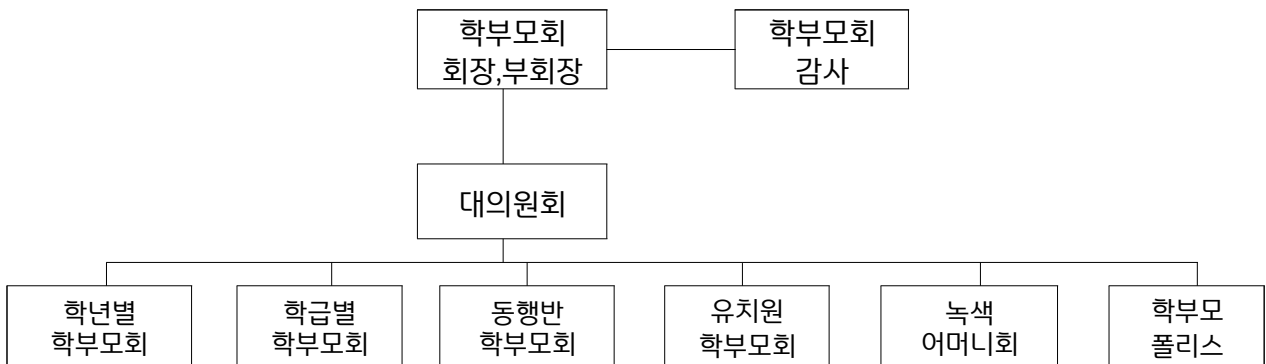 학부모회
회장,부회장
학부모회
감사
대의원회
학년별
학부모회
학급별
학부모회
동행반
학부모회
유치원
학부모회
녹색
어머니회
학부모
폴리스